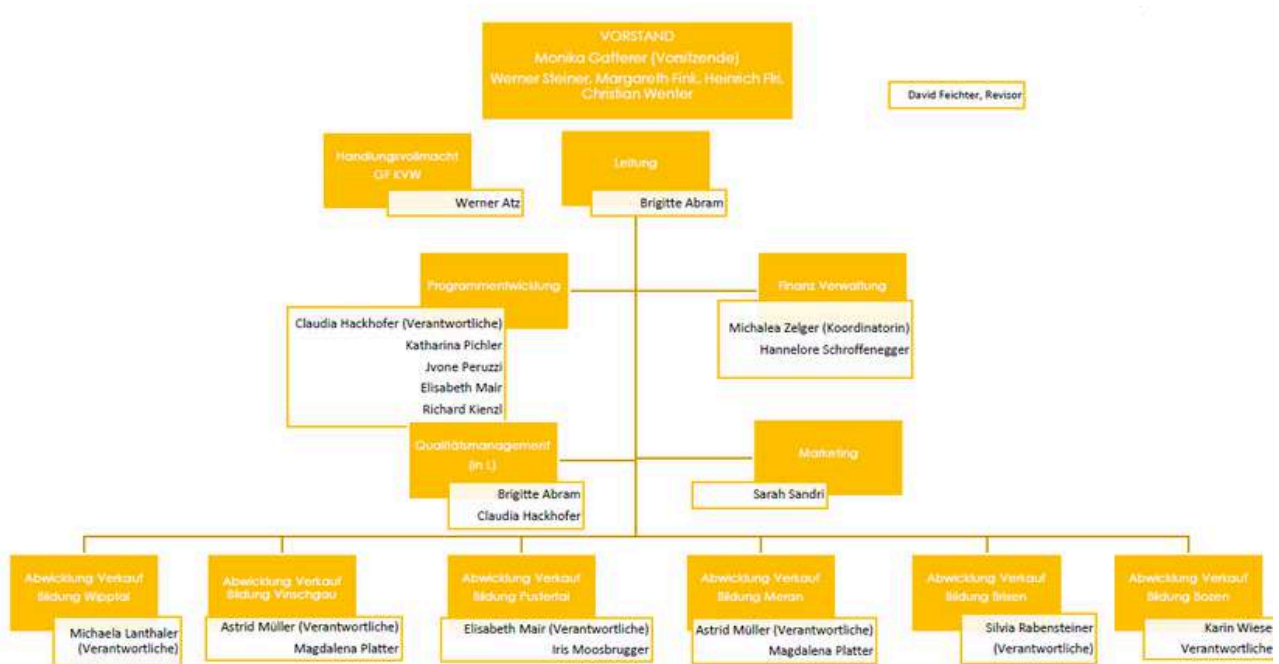 VORSTAND
Monika Gafferer (Vorsitzende)
Werner Steiner, Margareth Fink, Heinrich Fliri,
Christian Wenter
David Feichter, Revisor
Handlungsvollmacht
GF KVW
Werner Atz
Leitung
Brigitte Abram
Programmentwicklung
Claudia Hackhofer (Verantwortliche)
Katharina Pichler
Jvone Peruzzi
Elisabeth Mair
Richard Kienzl
Finanz Verwaltung
Michalea Zelger (Koordinatorin)
Hannelore Schroffenegger
Qualitätsmanagement
(in I.)
Brigitte Abram
Claudia Hackhofer
Marketing
Sarah Sandri
Abwicklung Verkauf
Bildung Wipptal
Michaela Lanthaler
(Verantwortliche)
Abwicklung Verkauf
Bildung Vinschgau
Astrid Müller (Verantwortliche)
Magdalena Platter
Abwicklung Verkauf
Bildung Pustertal
Elisabeth Mair (Verantwortliche)
Iris Moosbrugger
Abwicklung Verkauf
Bildung Meran
Astrid Müller (Verantwortliche)
Magdalena Platter
Abwicklung Verkauf
Bildung Brixen
Silvia Rabensteiner
(Verantwortliche)
Abwicklung Verkauf
Bildung Bozen
Karin Wieser
Verantwortliche